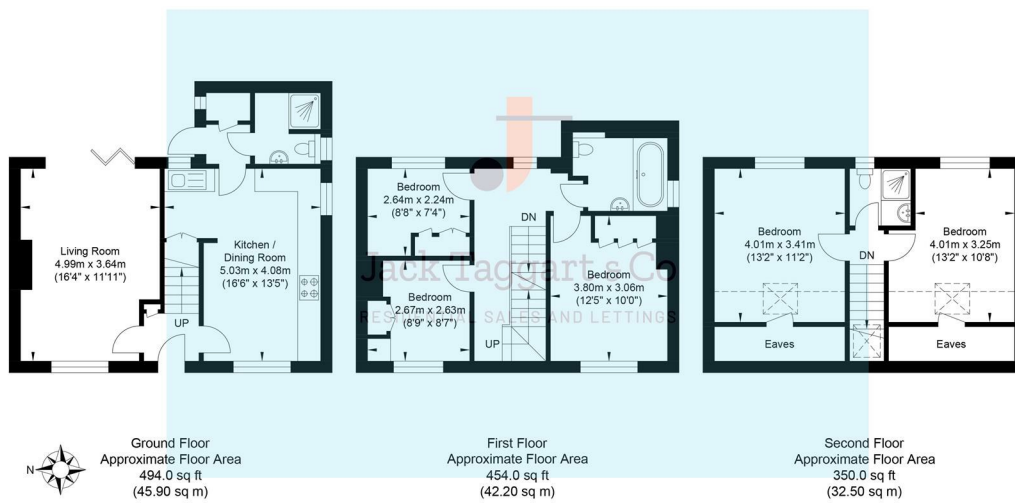 Living Room
4.99m x 3.64m
(16'4" x 11'11")
Kitchen /
Dining Room
5.03m x 4.08m
(16'6" x 13'5")
UP
Ground Floor
Approximate Floor Area
494.0 sq ft
(45.90 sq m)
N
Bedroom
2.64m x 2.24m
(8'8" x 7'4")
Bedroom
2.67m x 2.63m
(8'9" x 8'7")
DN
UP
Bedroom
3.80m x 3.06m
(12'5" x 10'0")
Jack Taggart & Co
RESIDENTIAL SALES AND LETTINGS
First Floor
Approximate Floor Area
454.0 sq ft
(42.20 sq m)
Bedroom
4.01m x 3.41m
(13'2" x 11'2")
DN
Bedroom
4.01m x 3.25m
(13'2" x 10'8")
Eaves
Eaves
Second Floor
Approximate Floor Area
350.0 sq ft
(32.50 sq m)